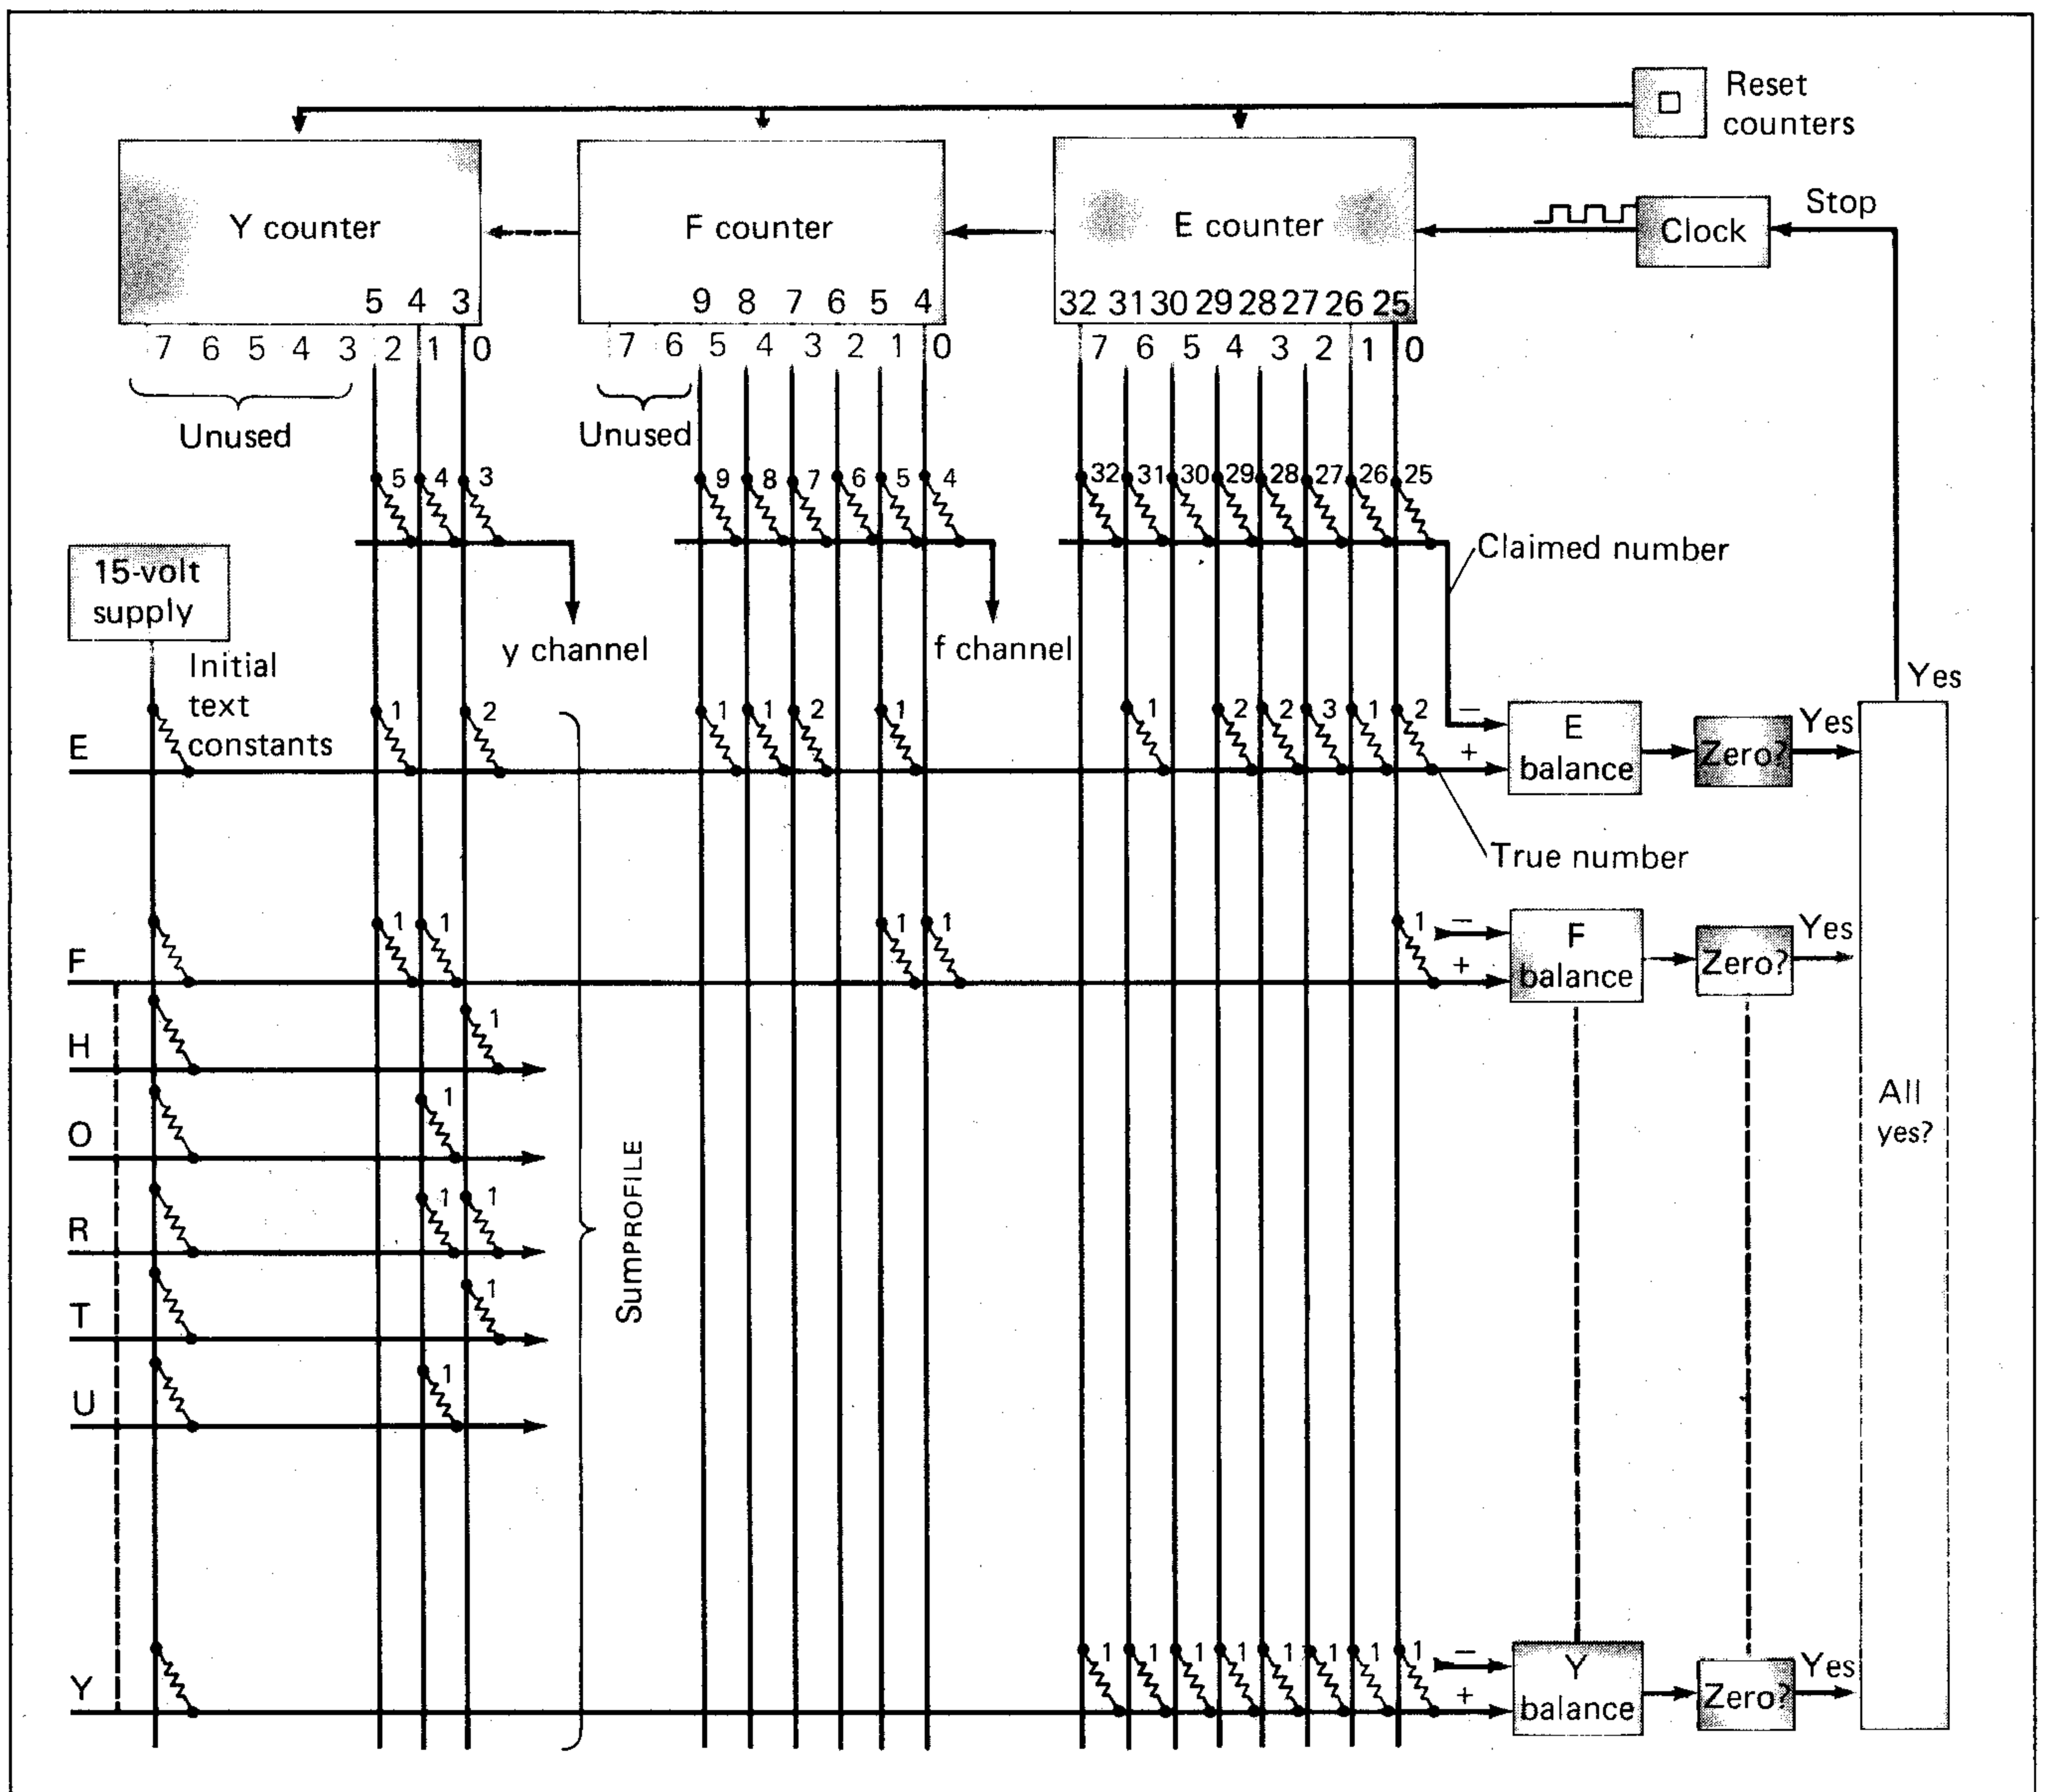 Reset
counters
Y counter
F counter
E counter
Clock
Stop
5 4 3
9 8 7 6 5 4
32 31 30 29 28 27 26 25
7 6 5 4 3 2 1 0
7 6 5 4 3 2 1 0
7 6 5 4 3 2 1 0
Unused
Unused
5 4 3
9 8 7 6 5 4
32 31 30 29 28 27 26 25
Claimed number
15-volt
supply
y channel
f channel
Initial
text
constants
Yes
E
1 2
1 1 2 1
1 2 2 3 1 2
−
+
E
balance
Zero?
Yes
True number
F
1 1
1 1
1
−
+
F
balance
Zero?
Yes
H
1
O
1
All
yes?
R
1 1
SUMPROFILE
T
1
U
1
Y
1 1 1 1 1 1 1 1
−
+
Y
balance
Zero?
Yes